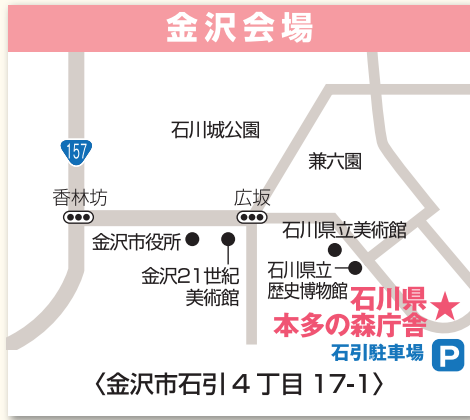 金沢会場
石川城公園
兼六園
157
香林坊
広坂
石川県立美術館
金沢市役所
金沢21世紀
美術館
石川県立
歴史博物館
石川県
本多の森庁舎
石引駐車場 P
〈金沢市石引4丁目17-1〉